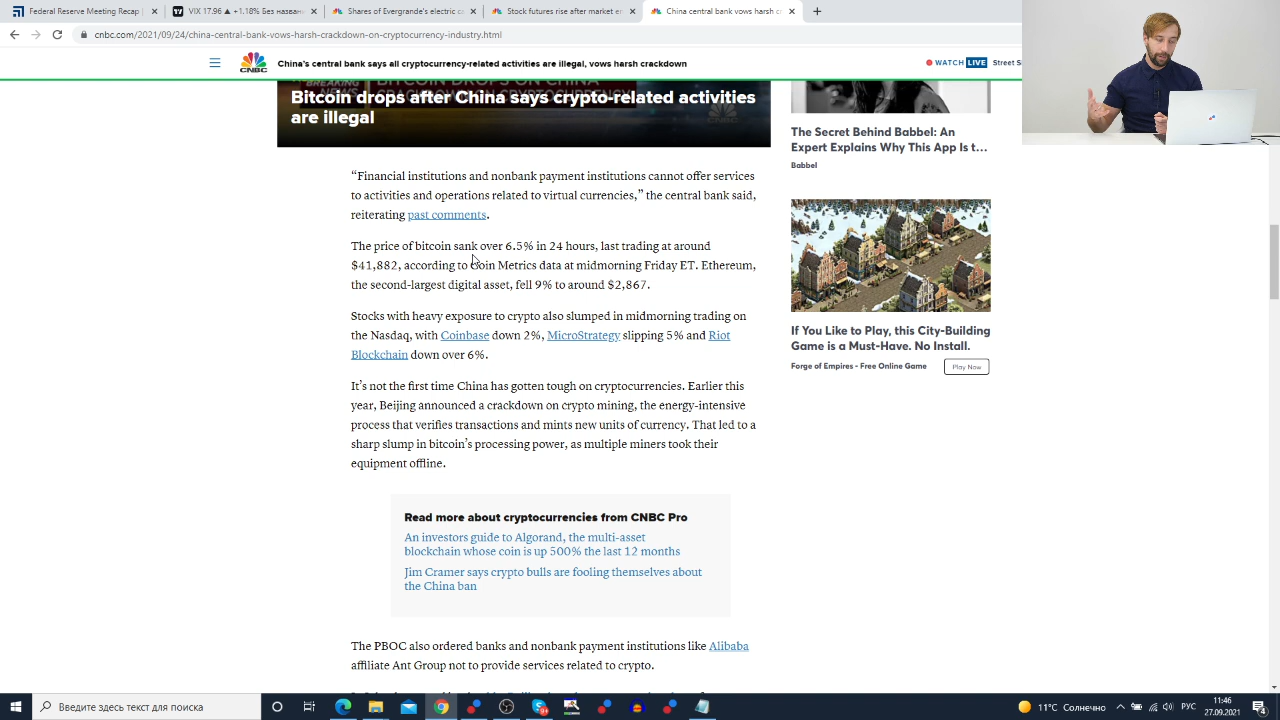 Federal Reserve Meeting Recap
VIX 17.96 ▲ +1.18% Без назван
Shares of Evergrande's electric c
Stock futures rise after market e
China central bank vows harsh c
cnbc.com/2021/09/24/china-central-bank-vows-harsh-crackdown-on-cryptocurrency-industry.html
CNBC
China's central bank says all cryptocurrency-related activities are illegal, vows harsh crackdown
WATCH LIVE
Street S
BREAKING
NEWS
BITCOIN DROPS ON CHINA
Bitcoin drops after China says crypto-related activities
are illegal
“Financial institutions and nonbank payment institutions cannot offer services
to activities and operations related to virtual currencies,” the central bank said,
reiterating past comments.
The price of bitcoin sank over 6.5% in 24 hours, last trading at around
$41,882, according to Coin Metrics data at midmorning Friday ET. Ethereum,
the second-largest digital asset, fell 9% to around $2,867.
Stocks with heavy exposure to crypto also slumped in midmorning trading on
the Nasdaq, with Coinbase down 2%, MicroStrategy slipping 5% and Riot
Blockchain down over 6%.
It’s not the first time China has gotten tough on cryptocurrencies. Earlier this
year, Beijing announced a crackdown on crypto mining, the energy-intensive
process that verifies transactions and mints new units of currency. That led to a
sharp slump in bitcoin’s processing power, as multiple miners took their
equipment offline.
Read more about cryptocurrencies from CNBC Pro
An investors guide to Algorand, the multi-asset
blockchain whose coin is up 500% the last 12 months
Jim Cramer says crypto bulls are fooling themselves about
the China ban
The PBOC also ordered banks and nonbank payment institutions like Alibaba
affiliate Ant Group not to provide services related to crypto.
The Secret Behind Babbel: An
Expert Explains Why This App Is t...
Babbel
If You Like to Play, this City-Building
Game is a Must-Have. No Install.
Forge of Empires - Free Online Game
Play Now
Введите здесь текст для поиска
11°C Солнечно
РУС
11:46
27.09.2021